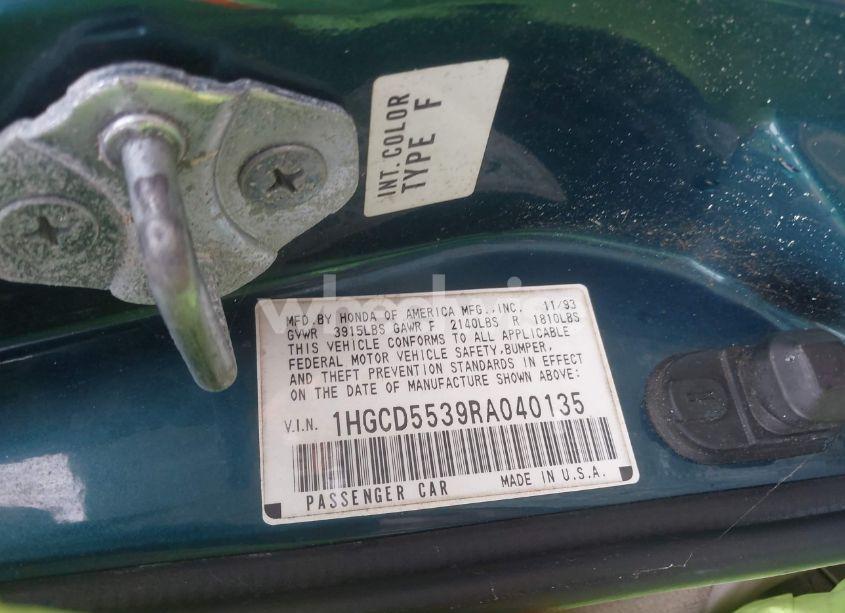 INT. COLOR
TYPE F
MFD. BY HONDA OF AMERICA MFG., INC. 11/93
GVWR 3915LBS GAWR F 2140LBS R 1810LBS
THIS VEHICLE CONFORMS TO ALL APPLICABLE
FEDERAL MOTOR VEHICLE SAFETY, BUMPER,
AND THEFT PREVENTION STANDARDS IN EFFECT
ON THE DATE OF MANUFACTURE SHOWN ABOVE:
V.I.N. 1HGCD5539RA040135
PASSENGER CAR MADE IN U.S.A.